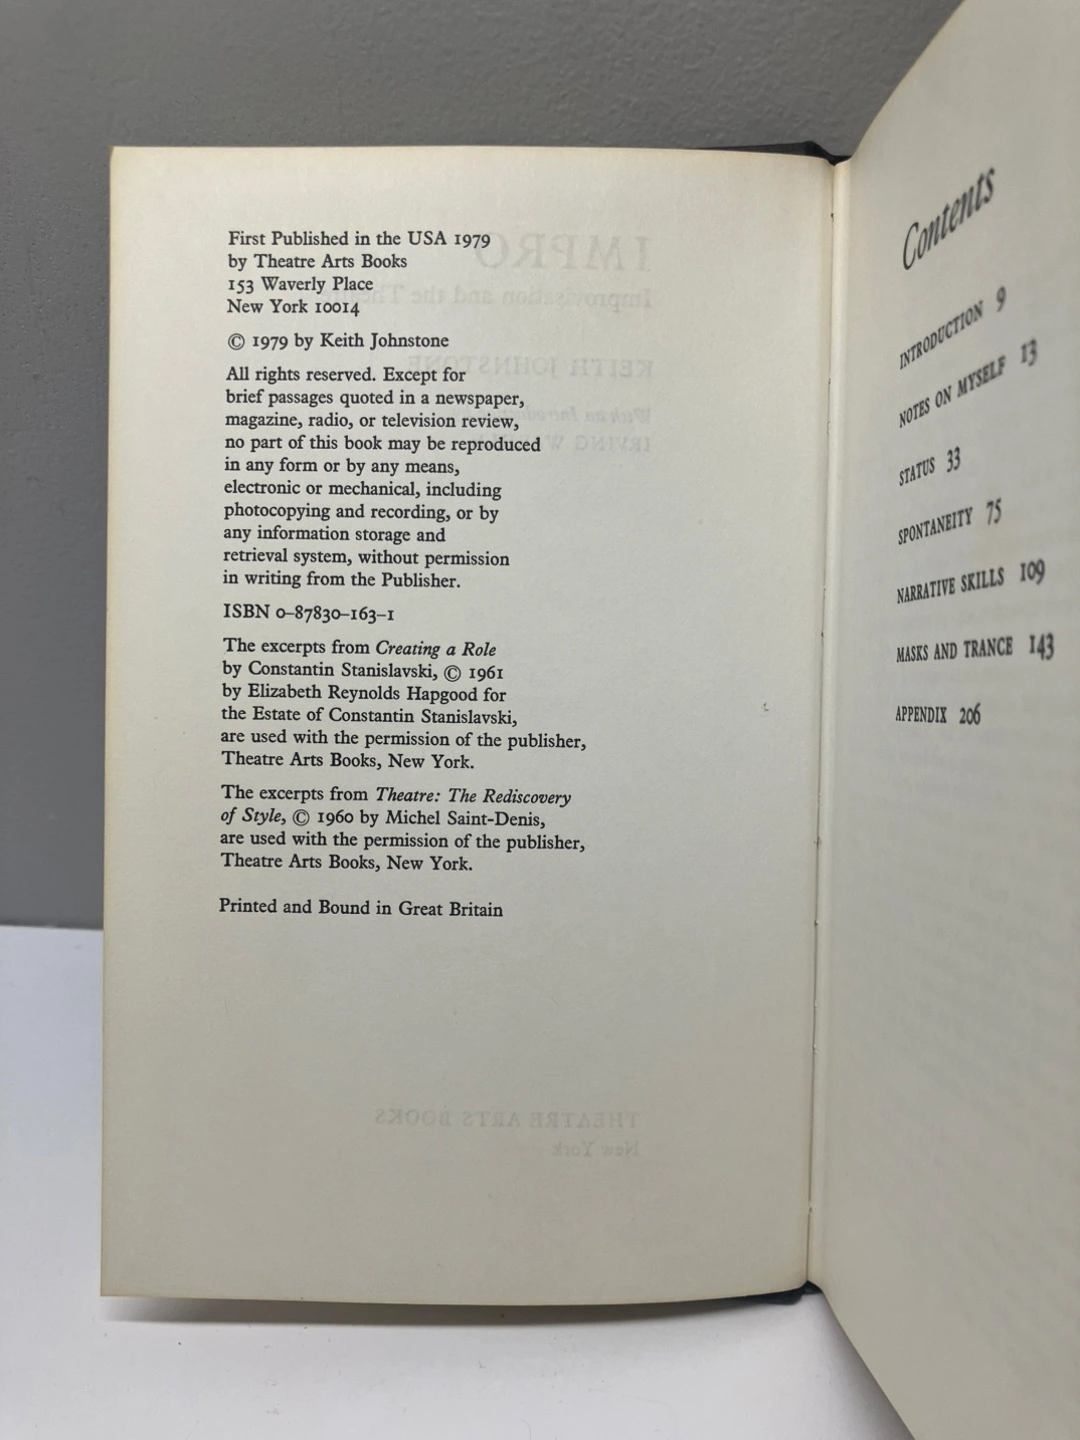 First Published in the USA 1979
by Theatre Arts Books
153 Waverly Place
New York 10014
© 1979 by Keith Johnstone
All rights reserved. Except for
brief passages quoted in a newspaper,
magazine, radio, or television review,
no part of this book may be reproduced
in any form or by any means,
electronic or mechanical, including
photocopying and recording, or by
any information storage and
retrieval system, without permission
in writing from the Publisher.
ISBN 0–87830–163–1
The excerpts from Creating a Role
by Constantin Stanislavski, © 1961
by Elizabeth Reynolds Hapgood for
the Estate of Constantin Stanislavski,
are used with the permission of the publisher,
Theatre Arts Books, New York.
The excerpts from Theatre: The Rediscovery
of Style, © 1960 by Michel Saint-Denis,
are used with the permission of the publisher,
Theatre Arts Books, New York.
Printed and Bound in Great Britain
Contents
INTRODUCTION 9
NOTES ON MYSELF 13
STATUS 33
SPONTANEITY 75
NARRATIVE SKILLS 109
MASKS AND TRANCE 143
APPENDIX 206